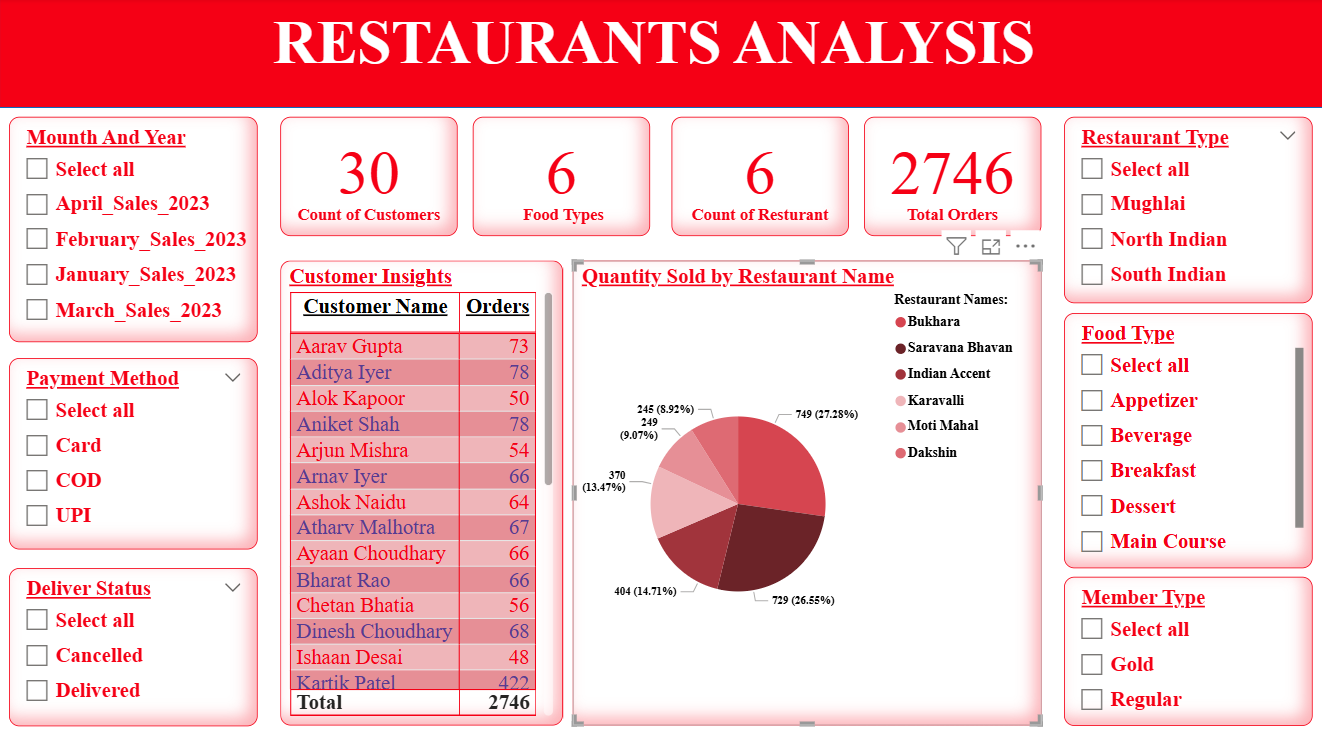 RESTAURANTS ANALYSIS
Mounth And Year
Select all
April_Sales_2023
February_Sales_2023
January_Sales_2023
March_Sales_2023
Payment Method
Select all
Card
COD
UPI
Deliver Status
Select all
Cancelled
Delivered
30
Count of Customers
6
Food Types
6
Count of Resturant
2746
Total Orders
Customer Insights
Customer Name Orders
Aarav Gupta 73
Aditya Iyer 78
Alok Kapoor 50
Aniket Shah 78
Arjun Mishra 54
Arnav Iyer 66
Ashok Naidu 64
Atharv Malhotra 67
Ayaan Choudhary 66
Bharat Rao 66
Chetan Bhatia 56
Dinesh Choudhary 68
Ishaan Desai 48
Kartik Patel 422
Total 2746
Quantity Sold by Restaurant Name
Restaurant Names:
Bukhara
Saravana Bhavan
Indian Accent
Karavalli
Moti Mahal
Dakshin
245 (8.92%)
249
(9.07%)
370
(13.47%)
404 (14.71%)
729 (26.55%)
749 (27.28%)
Restaurant Type
Select all
Mughlai
North Indian
South Indian
Food Type
Select all
Appetizer
Beverage
Breakfast
Dessert
Main Course
Member Type
Select all
Gold
Regular